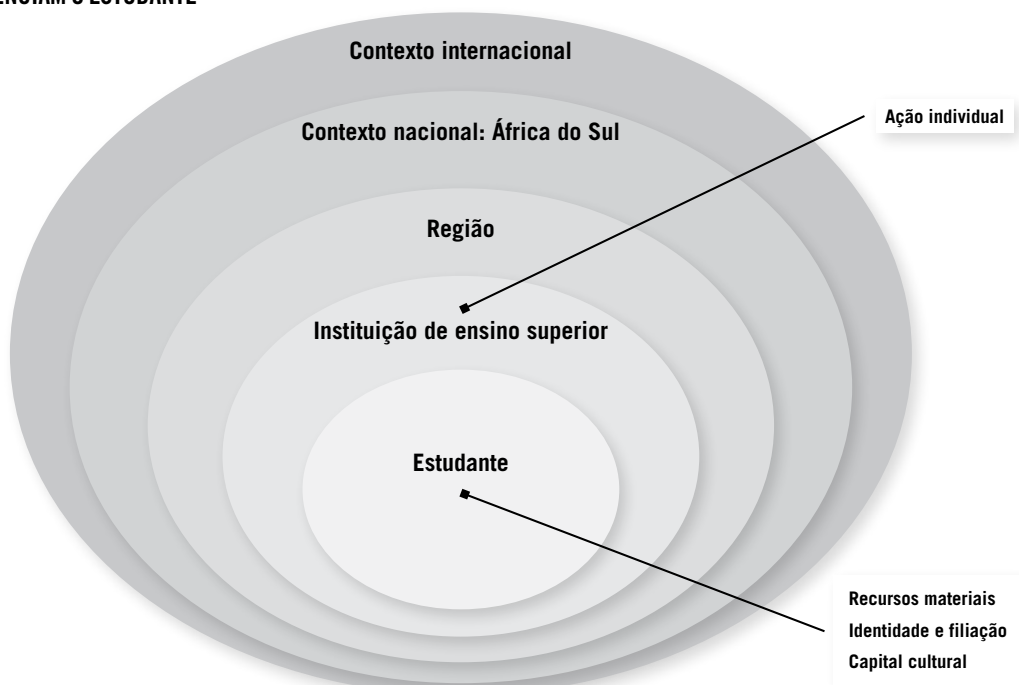 Contexto internacional
Ação individual
Contexto nacional: África do Sul
Região
Instituição de ensino superior
Estudante
Recursos materiais
Identidade e filiação
Capital cultural